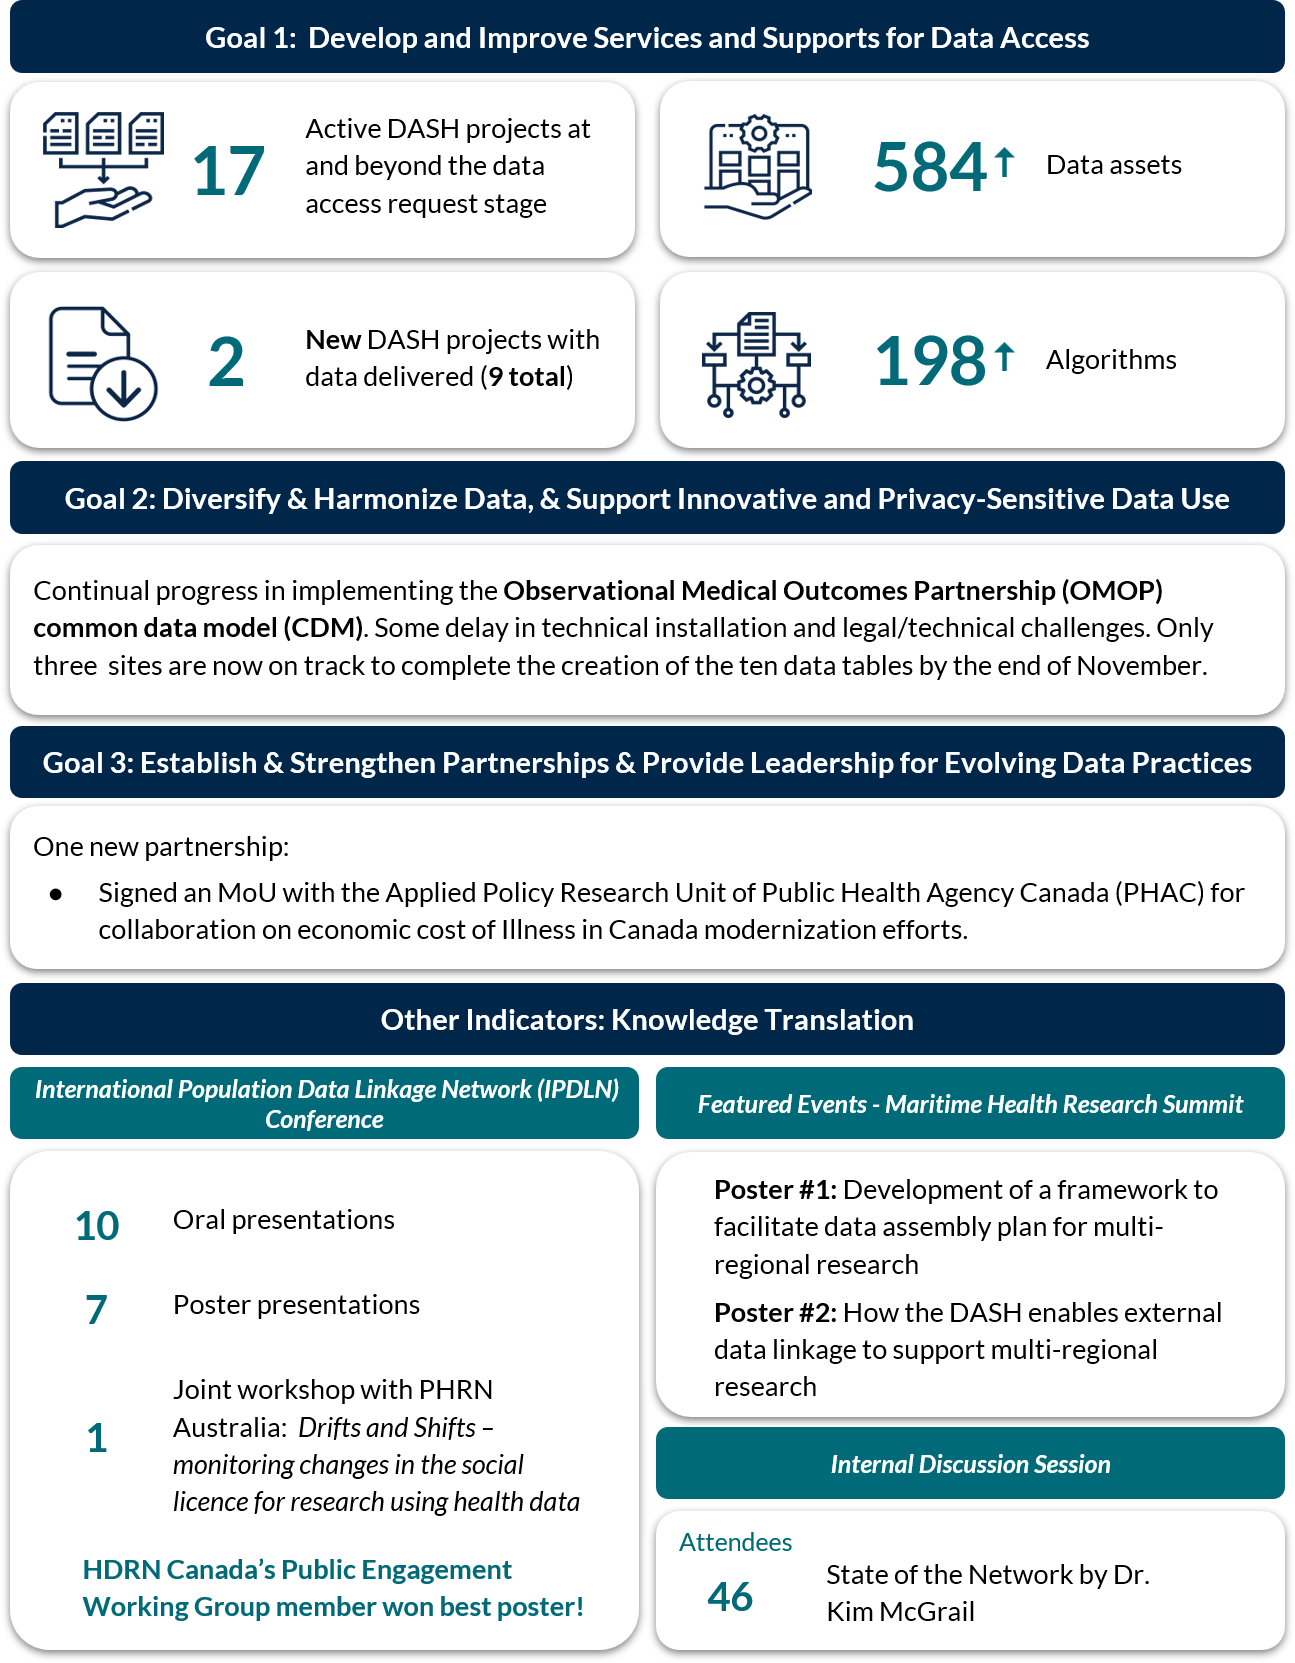 Goal 1:  Develop and Improve Services and Supports for Data Access
17
Active DASH projects at
and beyond the data
access request stage
584↑
Data assets
2
New DASH projects with
data delivered (9 total)
198↑
Algorithms
Goal 2: Diversify & Harmonize Data, & Support Innovative and Privacy-Sensitive Data Use
Continual progress in implementing the Observational Medical Outcomes Partnership (OMOP)
common data model (CDM). Some delay in technical installation and legal/technical challenges. Only
three  sites are now on track to complete the creation of the ten data tables by the end of November.
Goal 3: Establish & Strengthen Partnerships & Provide Leadership for Evolving Data Practices
One new partnership:
● Signed an MoU with the Applied Policy Research Unit of Public Health Agency Canada (PHAC) for
collaboration on economic cost of Illness in Canada modernization efforts.
Other Indicators: Knowledge Translation
International Population Data Linkage Network (IPDLN)
Conference
10
Oral presentations
7
Poster presentations
1
Joint workshop with PHRN
Australia:  Drifts and Shifts –
monitoring changes in the social
licence for research using health data
HDRN Canada’s Public Engagement
Working Group member won best poster!
Featured Events - Maritime Health Research Summit
Poster #1: Development of a framework to
facilitate data assembly plan for multi-
regional research
Poster #2: How the DASH enables external
data linkage to support multi-regional
research
Internal Discussion Session
Attendees
46
State of the Network by Dr.
Kim McGrail